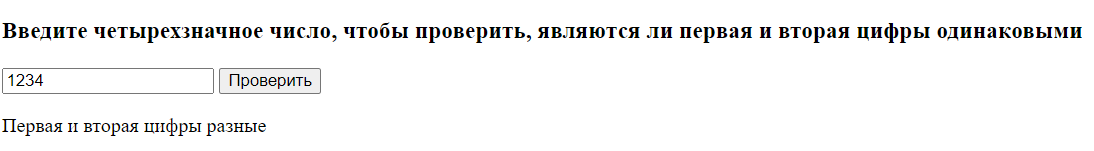 Введите четырехзначное число, чтобы проверить, являются ли первая и вторая цифры одинаковыми
1234 Проверить
Первая и вторая цифры разные